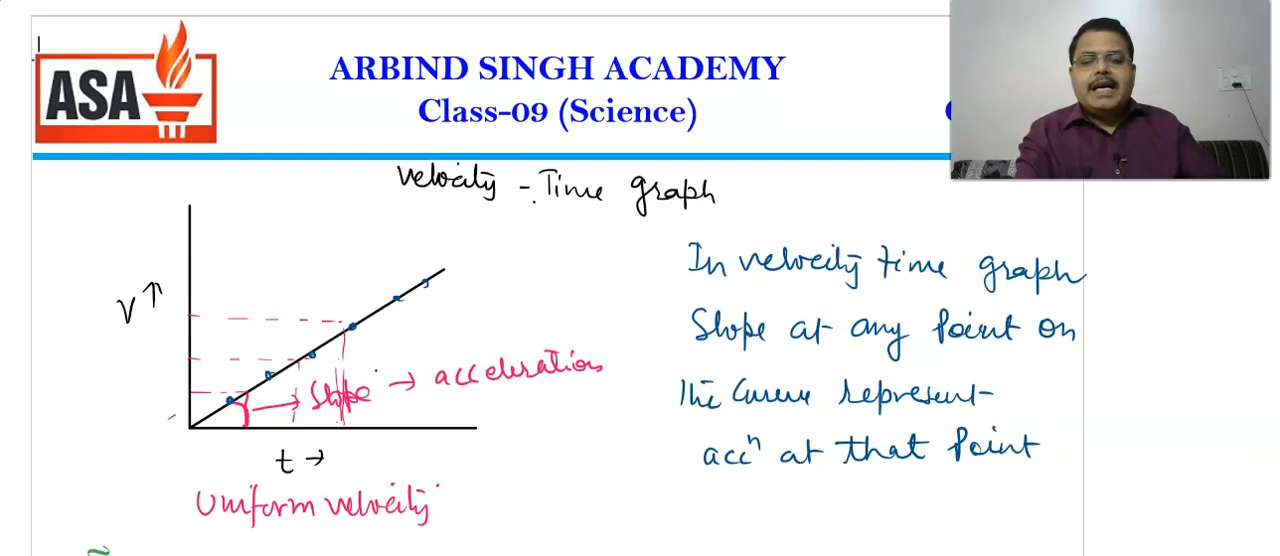 ASA
ARBIND SINGH ACADEMY
Class-09 (Science)
Velocity - Time graph
V↑
Slope → acceleration
t →
Uniform velocity
In velocity time graph
Slope at any point on
The Curve represent
accⁿ at that point